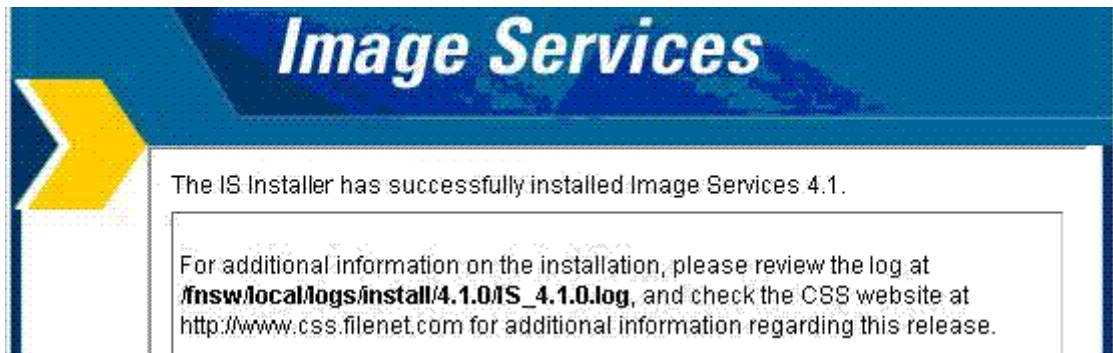 Image Services
The IS Installer has successfully installed Image Services 4.1.
For additional information on the installation, please review the log at
/fnsw/local/logs/install/4.1.0/IS_4.1.0.log, and check the CSS website at
http://www.css.filenet.com for additional information regarding this release.